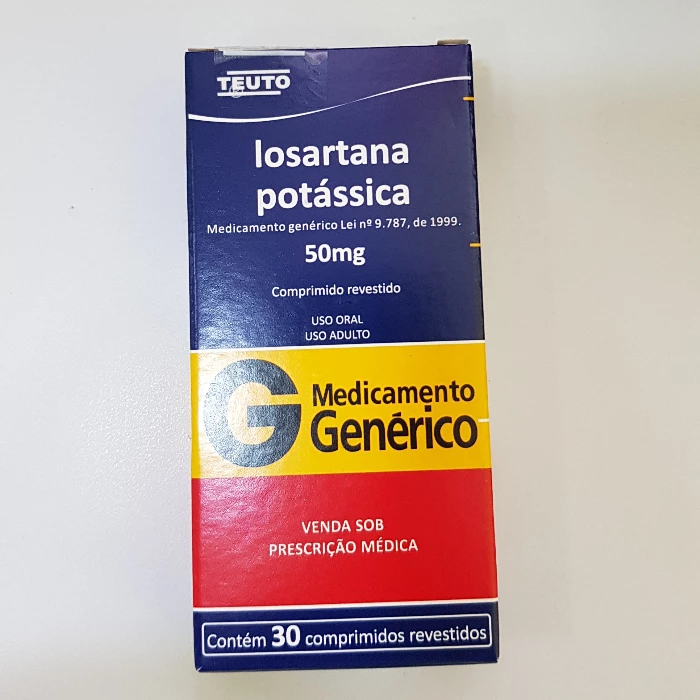 TEUTO
losartana
potássica
Medicamento genérico Lei nº 9.787, de 1999.
50mg
Comprimido revestido
USO ORAL
USO ADULTO
G
Medicamento
Genérico
VENDA SOB
PRESCRIÇÃO MÉDICA
Contém 30 comprimidos revestidos